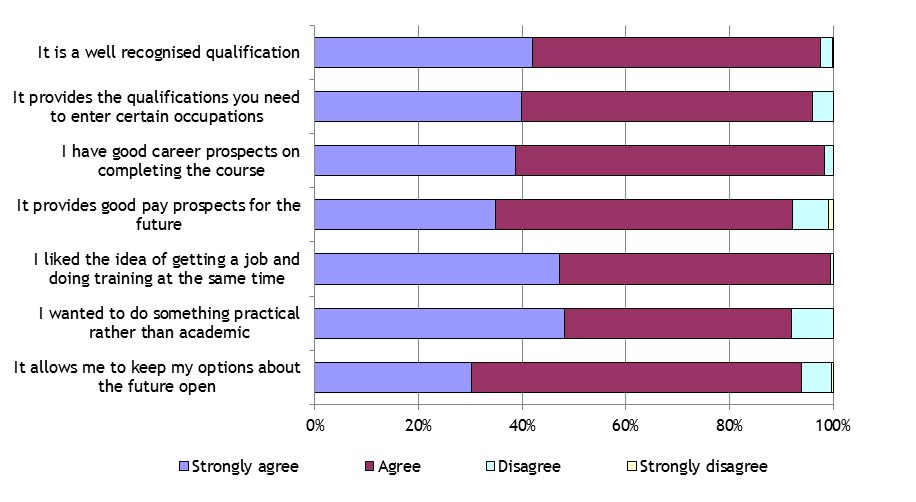 It is a well recognised qualification
It provides the qualifications you need
to enter certain occupations
I have good career prospects on
completing the course
It provides good pay prospects for the
future
I liked the idea of getting a job and
doing training at the same time
I wanted to do something practical
rather than academic
It allows me to keep my options about
the future open
0% 20% 40% 60% 80% 100%
Strongly agree Agree Disagree Strongly disagree